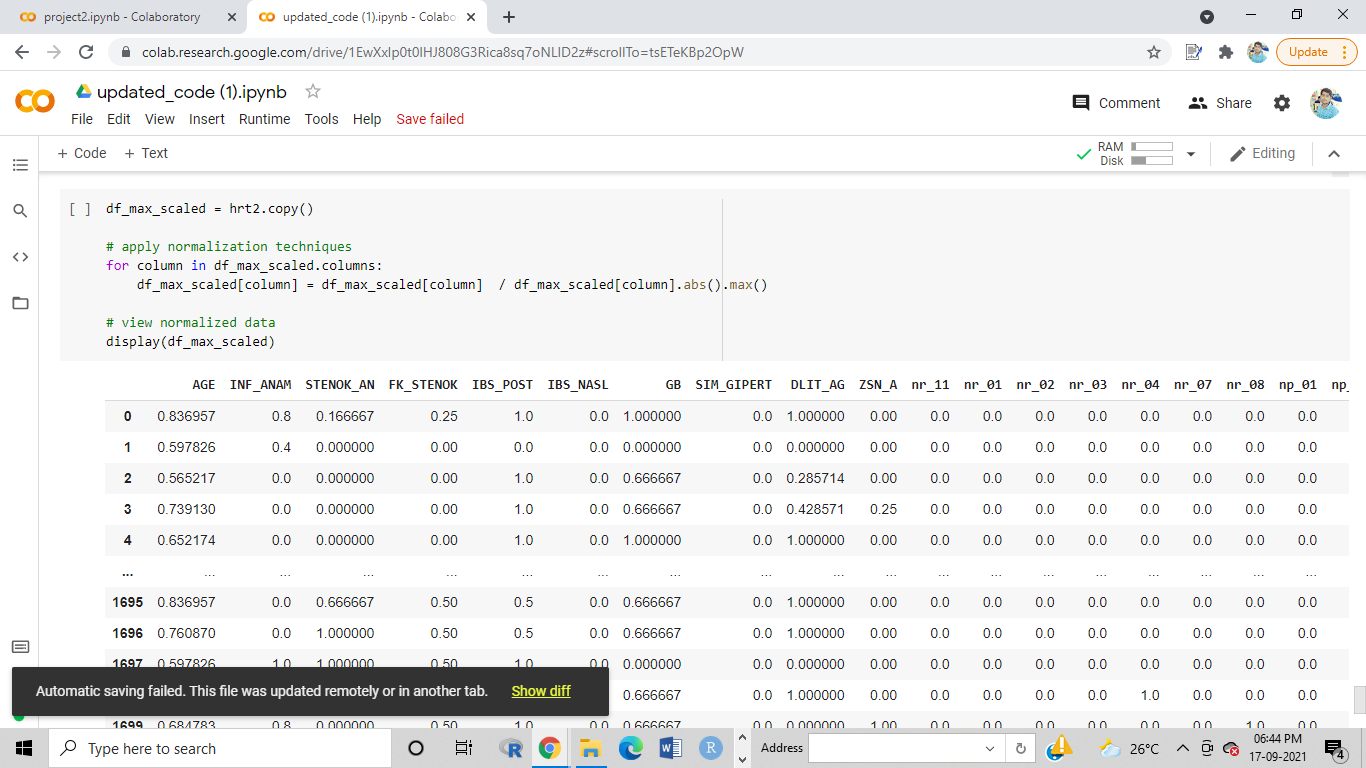 project2.ipynb - Colaboratory
updated_code (1).ipynb - Colabo
colab.research.google.com/drive/1EwXxlp0t0IHJ808G3Rica8sq7oNLlD2z#scrollTo=tsETeKBp2OpW
Update
updated_code (1).ipynb
File Edit View Insert Runtime Tools Help Save failed
Comment Share
+ Code + Text
RAM
Disk
Editing
[ ] df_max_scaled = hrt2.copy()
# apply normalization techniques
for column in df_max_scaled.columns:
    df_max_scaled[column] = df_max_scaled[column]  / df_max_scaled[column].abs().max()
# view normalized data
display(df_max_scaled)
AGE INF_ANAM STENOK_AN FK_STENOK IBS_POST IBS_NASL GB SIM_GIPERT DLIT_AG ZSN_A nr_11 nr_01 nr_02 nr_03 nr_04 nr_07 nr_08 np_01 np_
0 0.836957 0.8 0.166667 0.25 1.0 0.0 1.000000 0.0 1.000000 0.00 0.0 0.0 0.0 0.0 0.0 0.0 0.0 0.0
1 0.597826 0.4 0.000000 0.00 0.0 0.0 0.000000 0.0 0.000000 0.00 0.0 0.0 0.0 0.0 0.0 0.0 0.0 0.0
2 0.565217 0.0 0.000000 0.00 1.0 0.0 0.666667 0.0 0.285714 0.00 0.0 0.0 0.0 0.0 0.0 0.0 0.0 0.0
3 0.739130 0.0 0.000000 0.00 1.0 0.0 0.666667 0.0 0.428571 0.25 0.0 0.0 0.0 0.0 0.0 0.0 0.0 0.0
4 0.652174 0.0 0.000000 0.00 1.0 0.0 1.000000 0.0 1.000000 0.00 0.0 0.0 0.0 0.0 0.0 0.0 0.0 0.0
... ... ... ... ... ... ... ... ... ... ... ... ... ... ... ... ... ... ...
1695 0.836957 0.0 0.666667 0.50 0.5 0.0 0.666667 0.0 1.000000 0.00 0.0 0.0 0.0 0.0 0.0 0.0 0.0 0.0
1696 0.760870 0.0 1.000000 0.50 0.5 0.0 0.666667 0.0 1.000000 0.00 0.0 0.0 0.0 0.0 0.0 0.0 0.0 0.0
1697 0.597826 1.0 1.000000 0.50 1.0 0.0 0.000000 0.0 0.000000 0.00 0.0 0.0 0.0 0.0 0.0 0.0 0.0 0.0
0.666667 0.0 1.000000 0.00 0.0 0.0 0.0 0.0 1.0 0.0 0.0 0.0
1699 0.684783 0.8 0.000000 0.50 1.0 0.0 0.666667 0.0 0.000000 1.00 0.0 0.0 0.0 0.0 0.0 0.0 1.0 0.0
Automatic saving failed. This file was updated remotely or in another tab. Show diff
Type here to search
Address
26°C
06:44 PM
17-09-2021
4